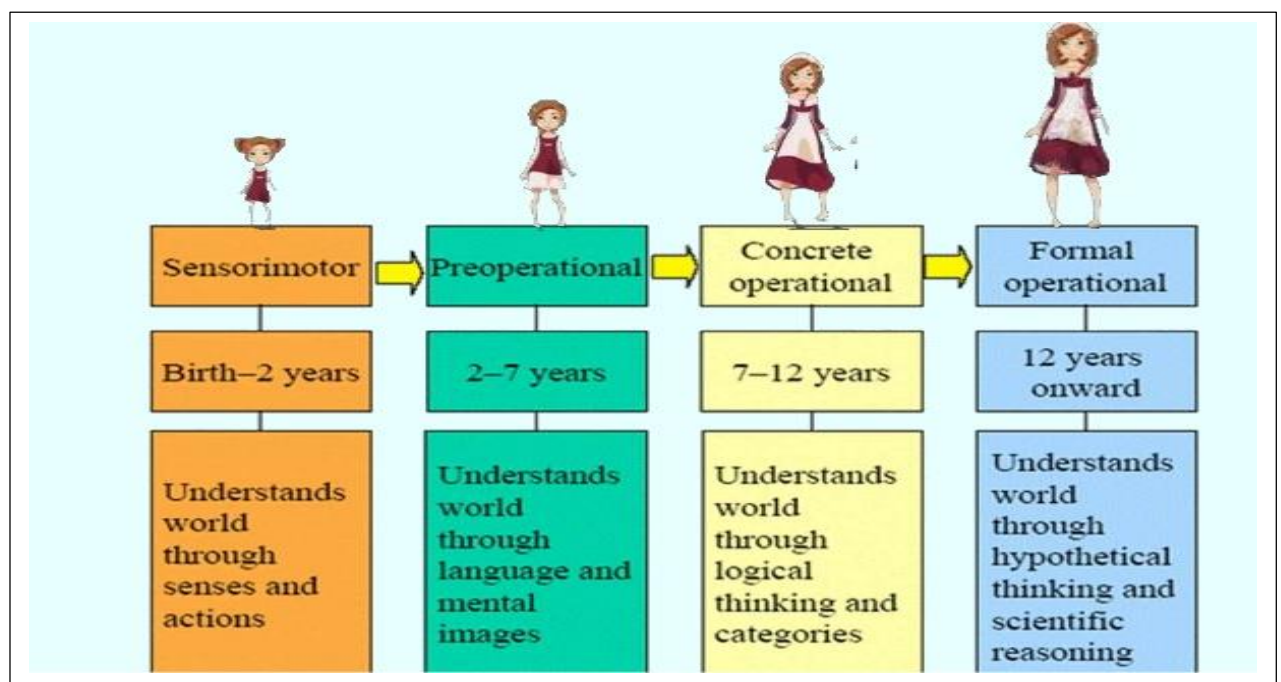 Sensorimotor
Preoperational
Concrete
operational
Formal
operational
Birth–2 years
2–7 years
7–12 years
12 years
onward
Understands
world
through
senses and
actions
Understands
world
through
language and
mental
images
Understands
world
through
logical
thinking and
categories
Understands
world
through
hypothetical
thinking and
scientific
reasoning